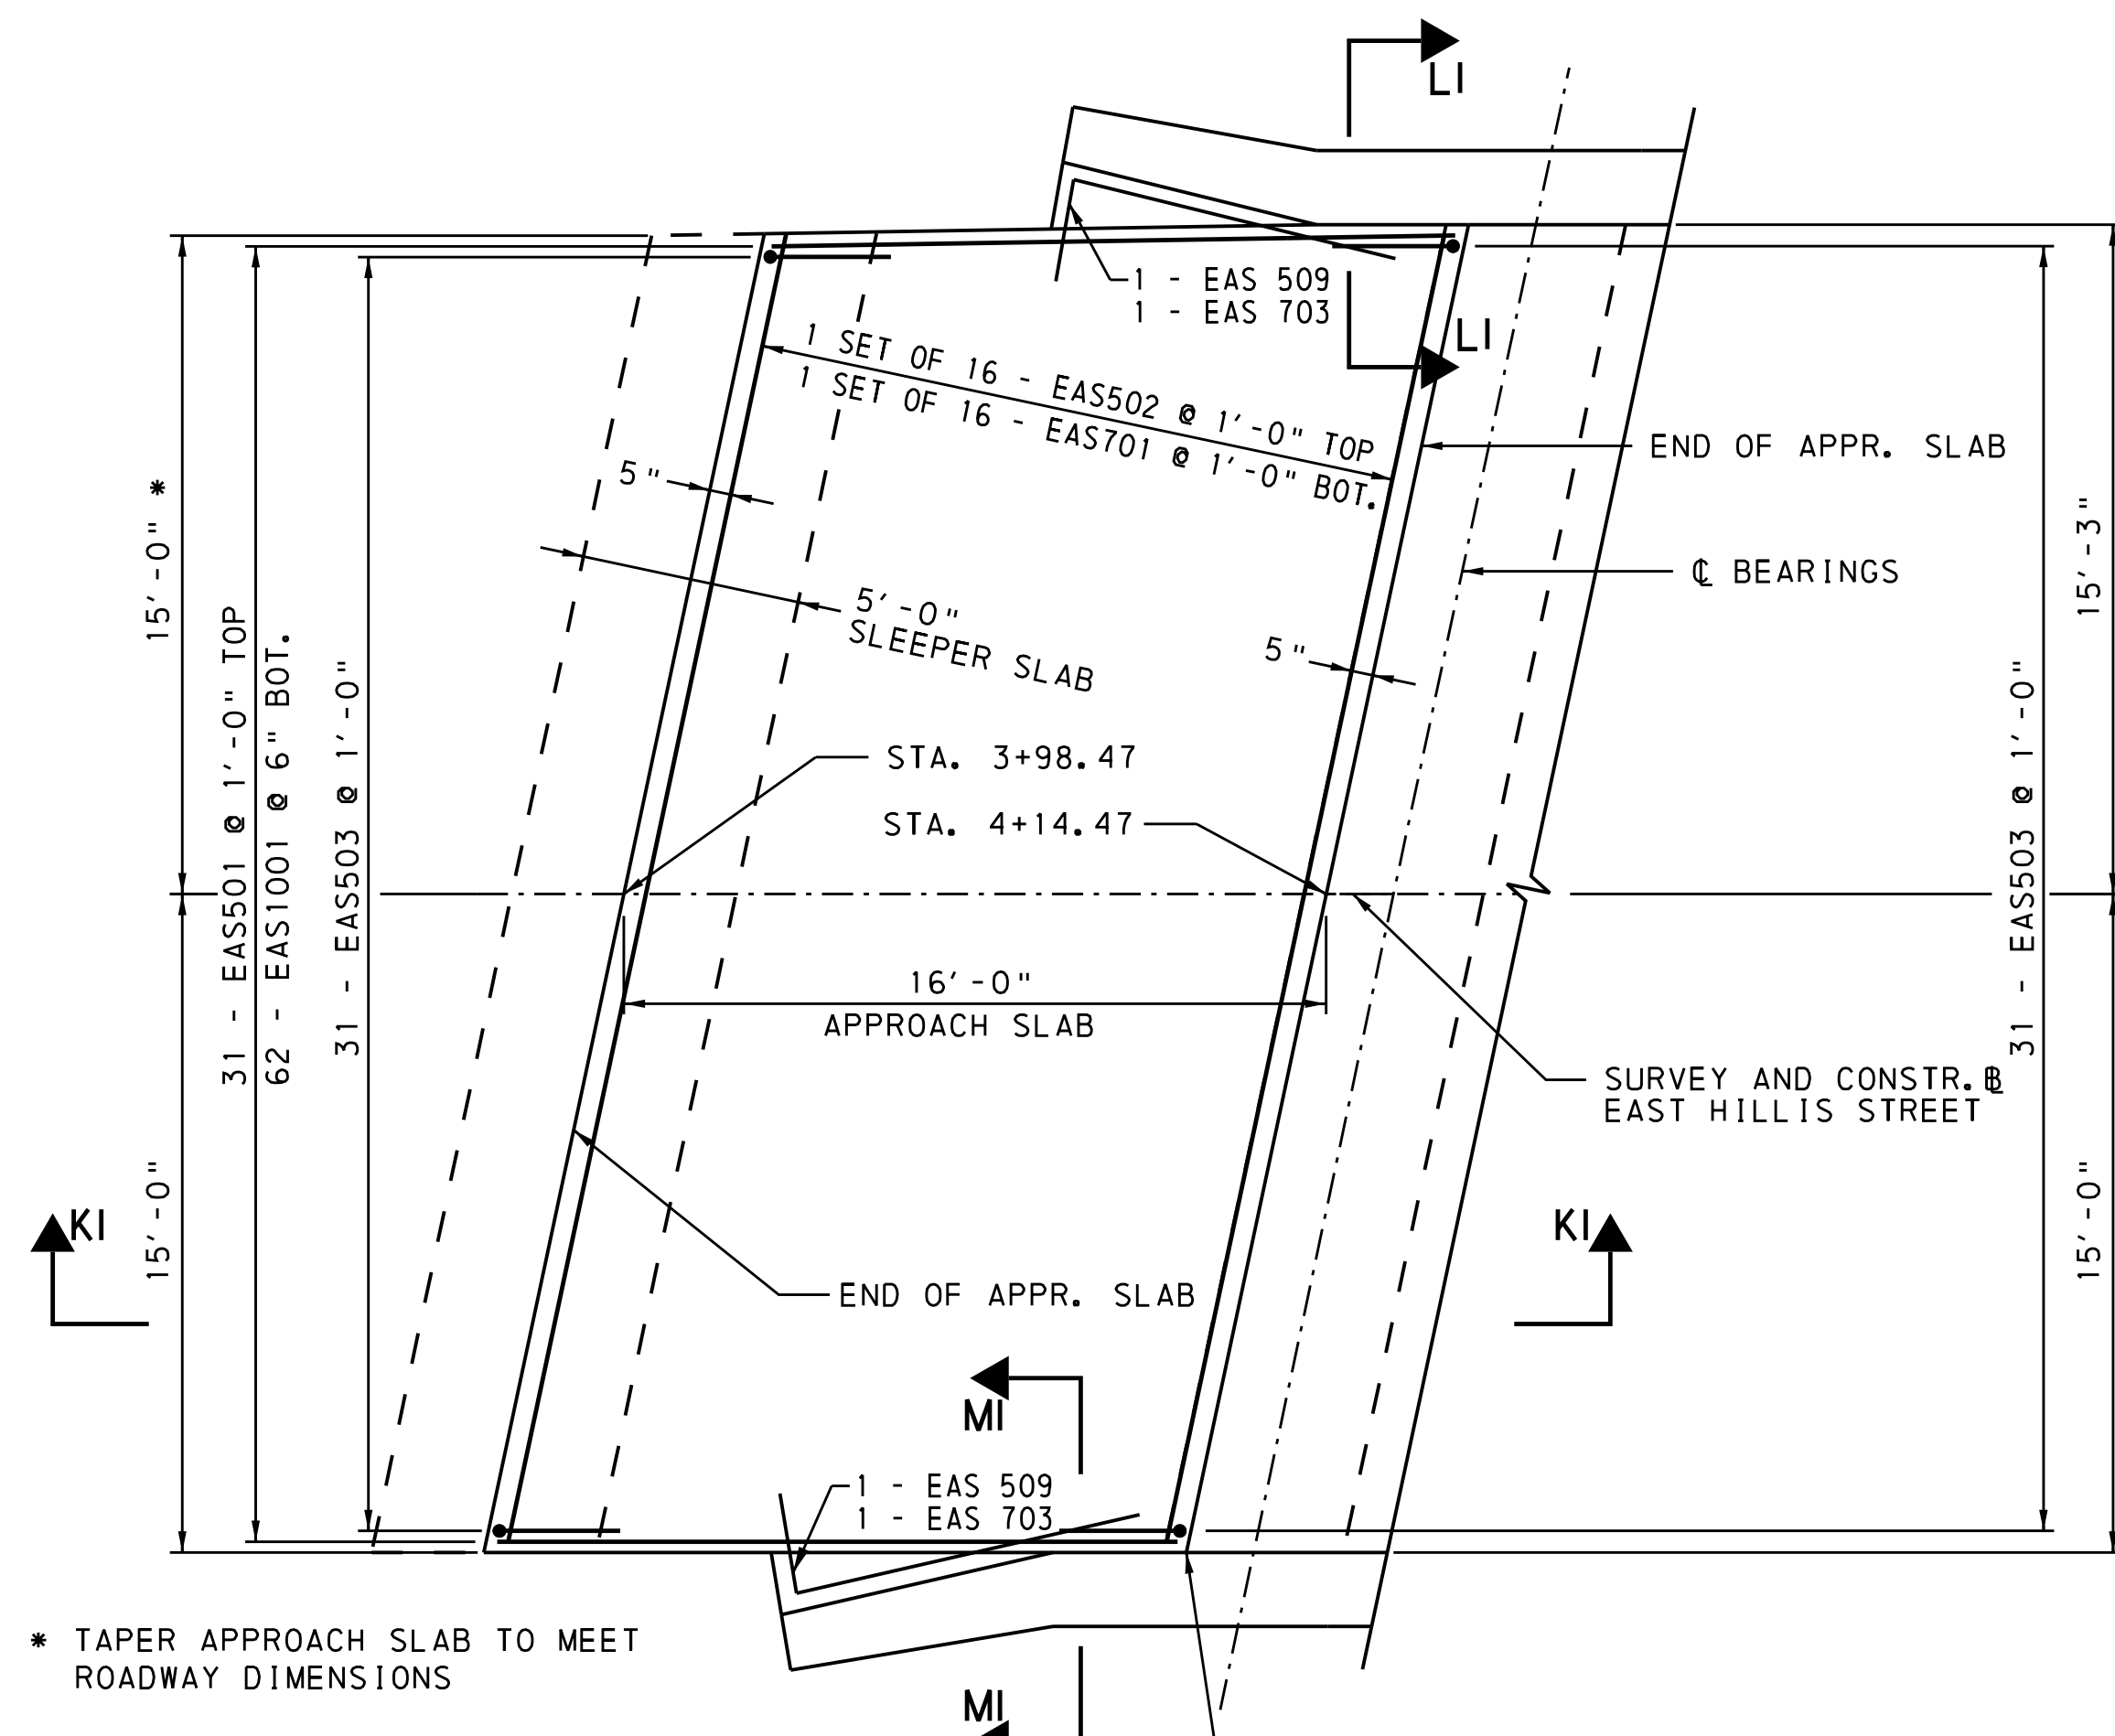 LI
1 - EAS 509
1 - EAS 703
LI
1 SET OF 16 - EAS502 @ 1'-0" TOP
1 SET OF 16 - EAS701 @ 1'-0" BOT.
END OF APPR. SLAB
5"
15'-0" *
15'-3"
℄ BEARINGS
5'-0"
SLEEPER SLAB
5"
31 - EAS501 @ 1'-0" TOP
62 - EAS1001 @ 6" BOT.
31 - EAS503 @ 1'-0"
31 - EAS503 @ 1'-0"
STA. 3+98.47
STA. 4+14.47
16'-0"
APPROACH SLAB
SURVEY AND CONSTR. BL
EAST HILLIS STREET
15'-0"
15'-0"
KI
KI
END OF APPR. SLAB
MI
1 - EAS 509
1 - EAS 703
* TAPER APPROACH SLAB TO MEET
ROADWAY DIMENSIONS
MI